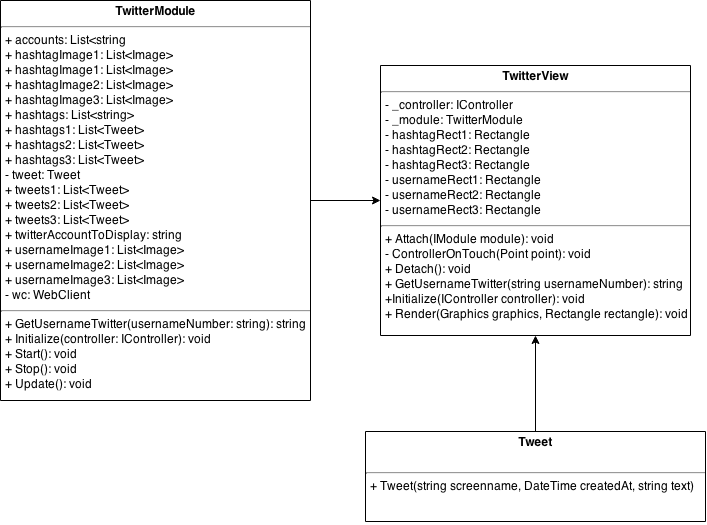 TwitterModule
+ accounts: List<string
+ hashtagImage1: List<Image>
+ hashtagImage1: List<Image>
+ hashtagImage2: List<Image>
+ hashtagImage3: List<Image>
+ hashtags: List<string>
+ hashtags1: List<Tweet>
+ hashtags2: List<Tweet>
+ hashtags3: List<Tweet>
- tweet: Tweet
+ tweets1: List<Tweet>
+ tweets2: List<Tweet>
+ tweets3: List<Tweet>
+ twitterAccountToDisplay: string
+ usernameImage1: List<Image>
+ usernameImage2: List<Image>
+ usernameImage3: List<Image>
- wc: WebClient
+ GetUsernameTwitter(usernameNumber: string): string
+ Initialize(controller: IController): void
+ Start(): void
+ Stop(): void
+ Update(): void
TwitterView
- _controller: IController
- _module: TwitterModule
- hashtagRect1: Rectangle
- hashtagRect2: Rectangle
- hashtagRect3: Rectangle
- usernameRect1: Rectangle
- usernameRect2: Rectangle
- usernameRect3: Rectangle
+ Attach(IModule module): void
- ControllerOnTouch(Point point): void
+ Detach(): void
+ GetUsernameTwitter(string usernameNumber): string
+Initialize(IController controller): void
+ Render(Graphics graphics, Rectangle rectangle): void
Tweet
+ Tweet(string screenname, DateTime createdAt, string text)